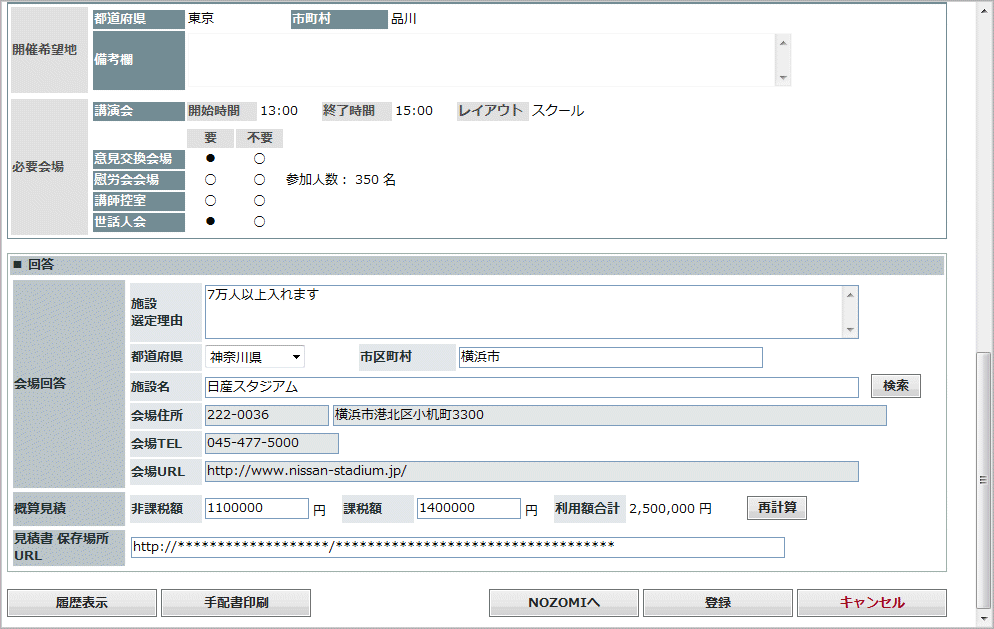 開催希望地
都道府県 東京 市町村 品川
備考欄
必要会場
講演会 開始時間 13:00 終了時間 15:00 レイアウト スクール
要 不要
意見交換会場 ● ○
慰労会会場 ○ ○ 参加人数： 350 名
講師控室 ○ ○
世話人会 ● ○
■ 回答
会場回答
施設
選定理由
7万人以上入れます
都道府県 神奈川県 市区町村 横浜市
施設名 日産スタジアム 検索
会場住所 222-0036 横浜市港北区小机町3300
会場TEL 045-477-5000
会場URL http://www.nissan-stadium.jp/
概算見積 非課税額 1100000 円 課税額 1400000 円 利用額合計 2,500,000 円 再計算
見積書 保存場所
URL
http://*******************/***********************************
履歴表示 手配書印刷 NOZOMIへ 登録 キャンセル